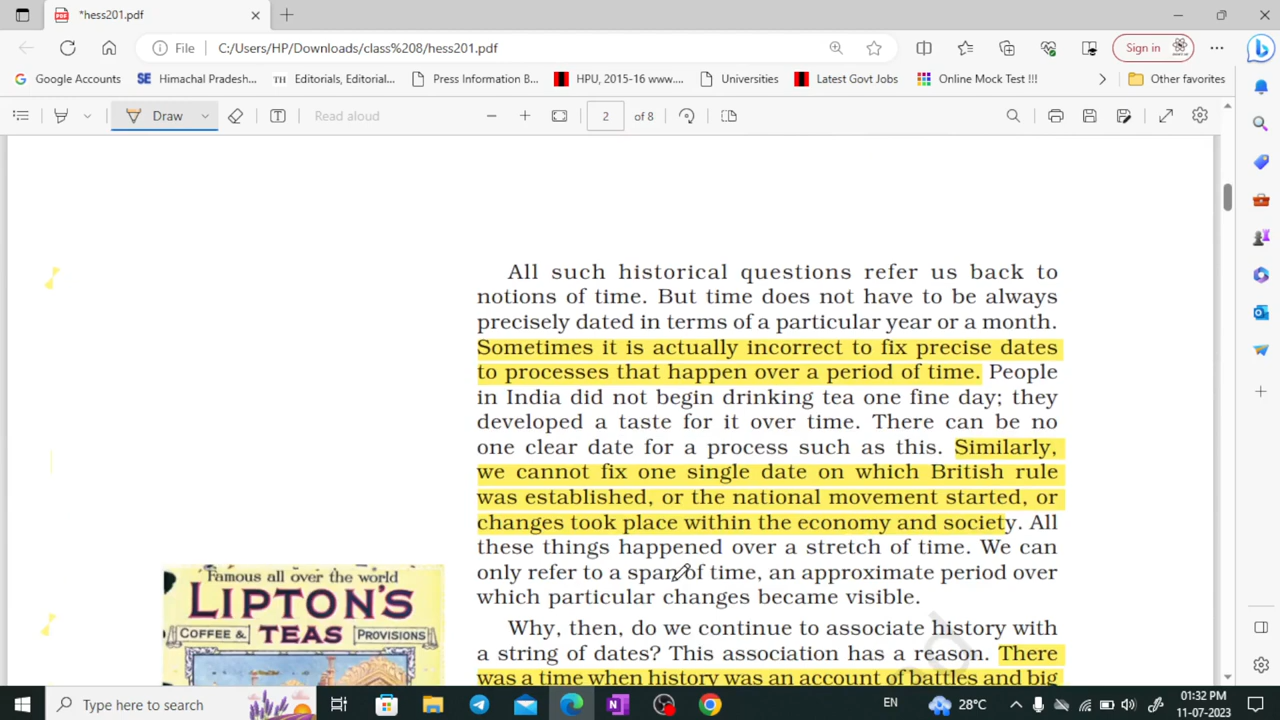 *hess201.pdf
File
C:/Users/HP/Downloads/class%208/hess201.pdf
Sign in
Google Accounts
SE Himachal Pradesh...
TH Editorials, Editorial...
Press Information B...
HPU, 2015-16 www....
Universities
Latest Govt Jobs
Online Mock Test !!!
Other favorites
Draw
Read aloud
2 of 8
All such historical questions refer us back to
notions of time. But time does not have to be always
precisely dated in terms of a particular year or a month.
Sometimes it is actually incorrect to fix precise dates
to processes that happen over a period of time. People
in India did not begin drinking tea one fine day; they
developed a taste for it over time. There can be no
one clear date for a process such as this. Similarly,
we cannot fix one single date on which British rule
was established, or the national movement started, or
changes took place within the economy and society. All
these things happened over a stretch of time. We can
only refer to a span of time, an approximate period over
which particular changes became visible.
Why, then, do we continue to associate history with
a string of dates? This association has a reason. There
was a time when history was an account of battles and big
Famous all over the world
LIPTON'S
COFFEE & TEAS PROVISIONS
Type here to search
EN
28°C
01:32 PM
11-07-2023